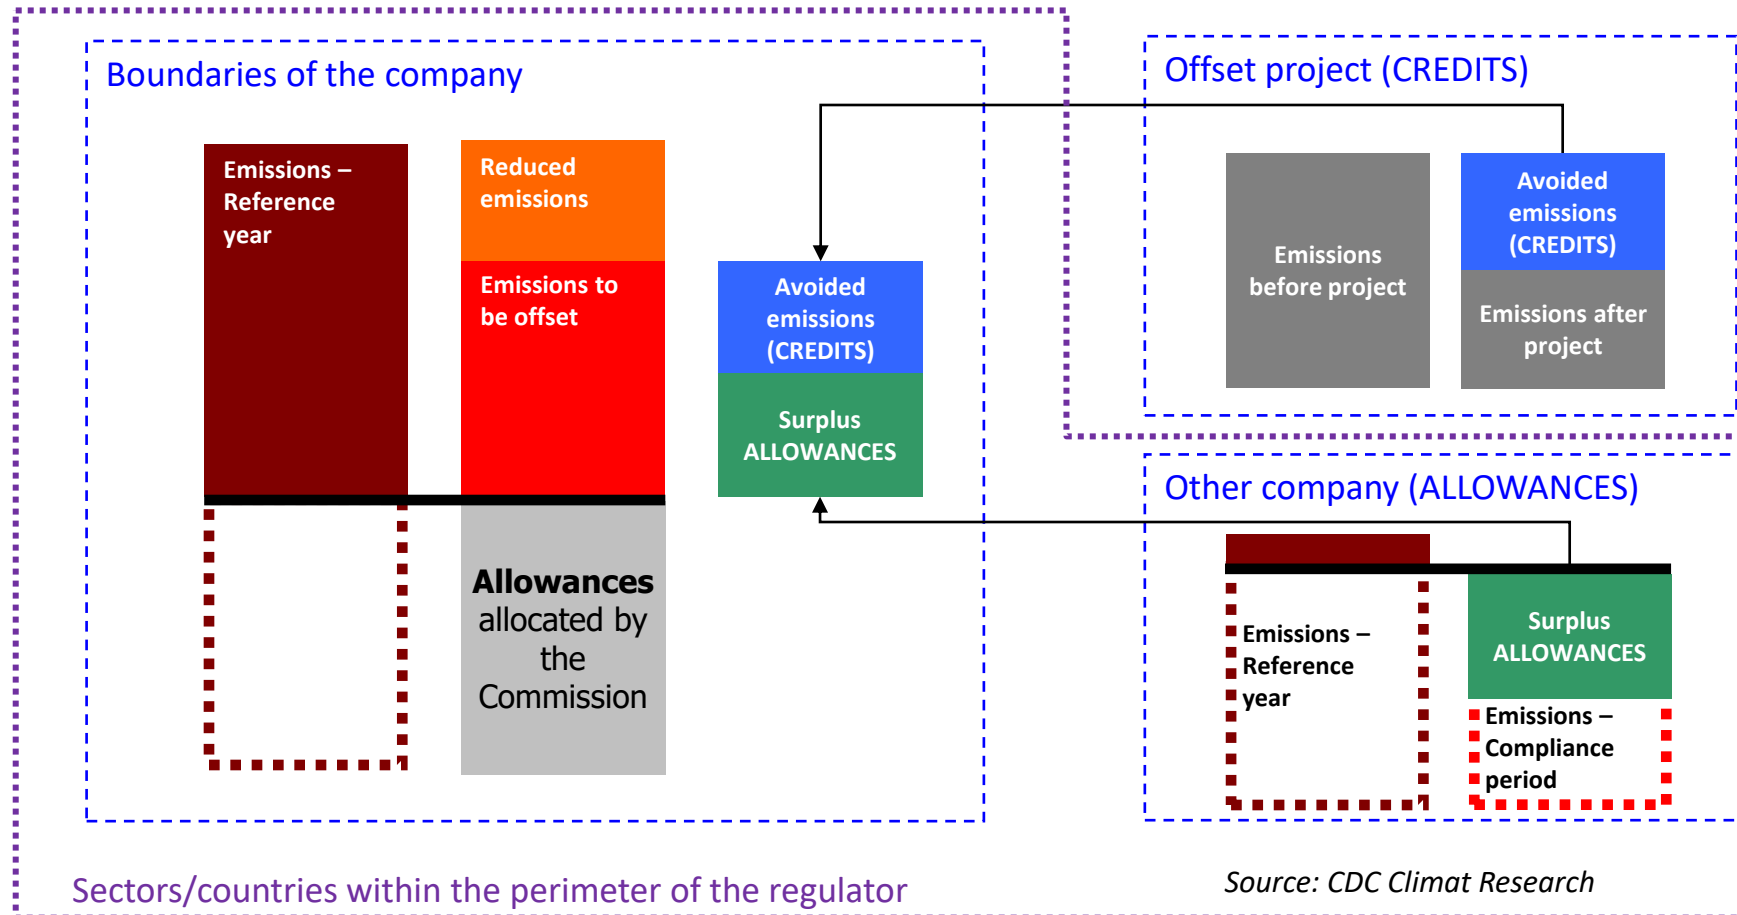 Boundaries of the company
Emissions –
Reference
year
Reduced
emissions
Emissions to
be offset
Avoided
emissions
(CREDITS)
Surplus
ALLOWANCES
Allowances
allocated by
the
Commission
Offset project (CREDITS)
Emissions
before project
Avoided
emissions
(CREDITS)
Emissions after
project
Other company (ALLOWANCES)
Emissions –
Reference
year
Surplus
ALLOWANCES
Emissions –
Compliance
period
Sectors/countries within the perimeter of the regulator
Source: CDC Climat Research